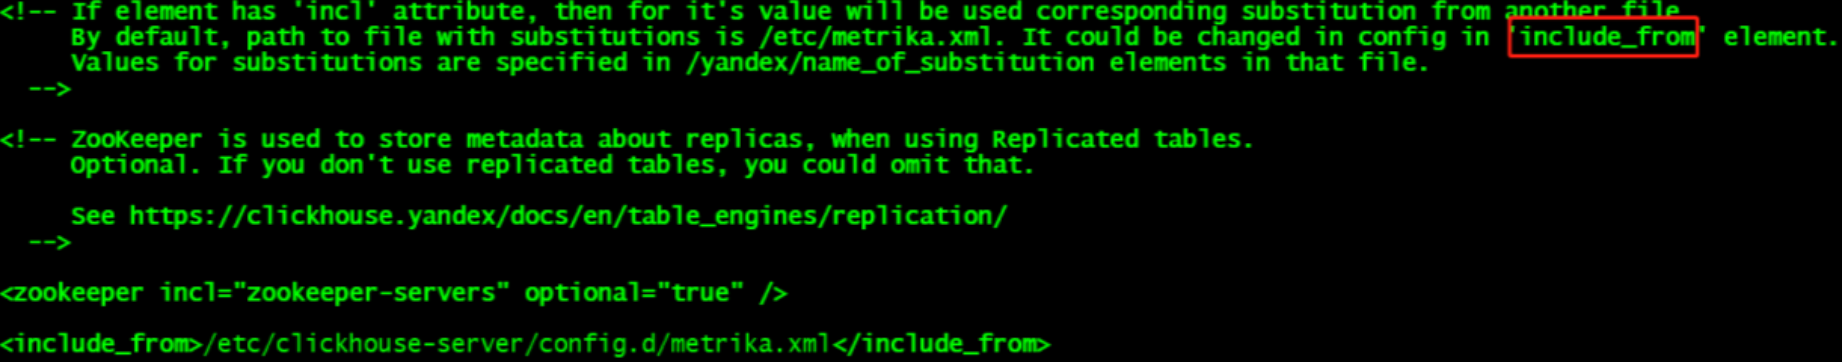 <!-- If element has 'incl' attribute, then for it's value will be used corresponding substitution from another file.
By default, path to file with substitutions is /etc/metrika.xml. It could be changed in config in 'include_from' element.
Values for substitutions are specified in /yandex/name_of_substitution elements in that file.
-->
<!-- ZooKeeper is used to store metadata about replicas, when using Replicated tables.
Optional. If you don't use replicated tables, you could omit that.
See https://clickhouse.yandex/docs/en/table_engines/replication/
-->
<zookeeper incl="zookeeper-servers" optional="true" />
<include_from>/etc/clickhouse-server/config.d/metrika.xml</include_from>